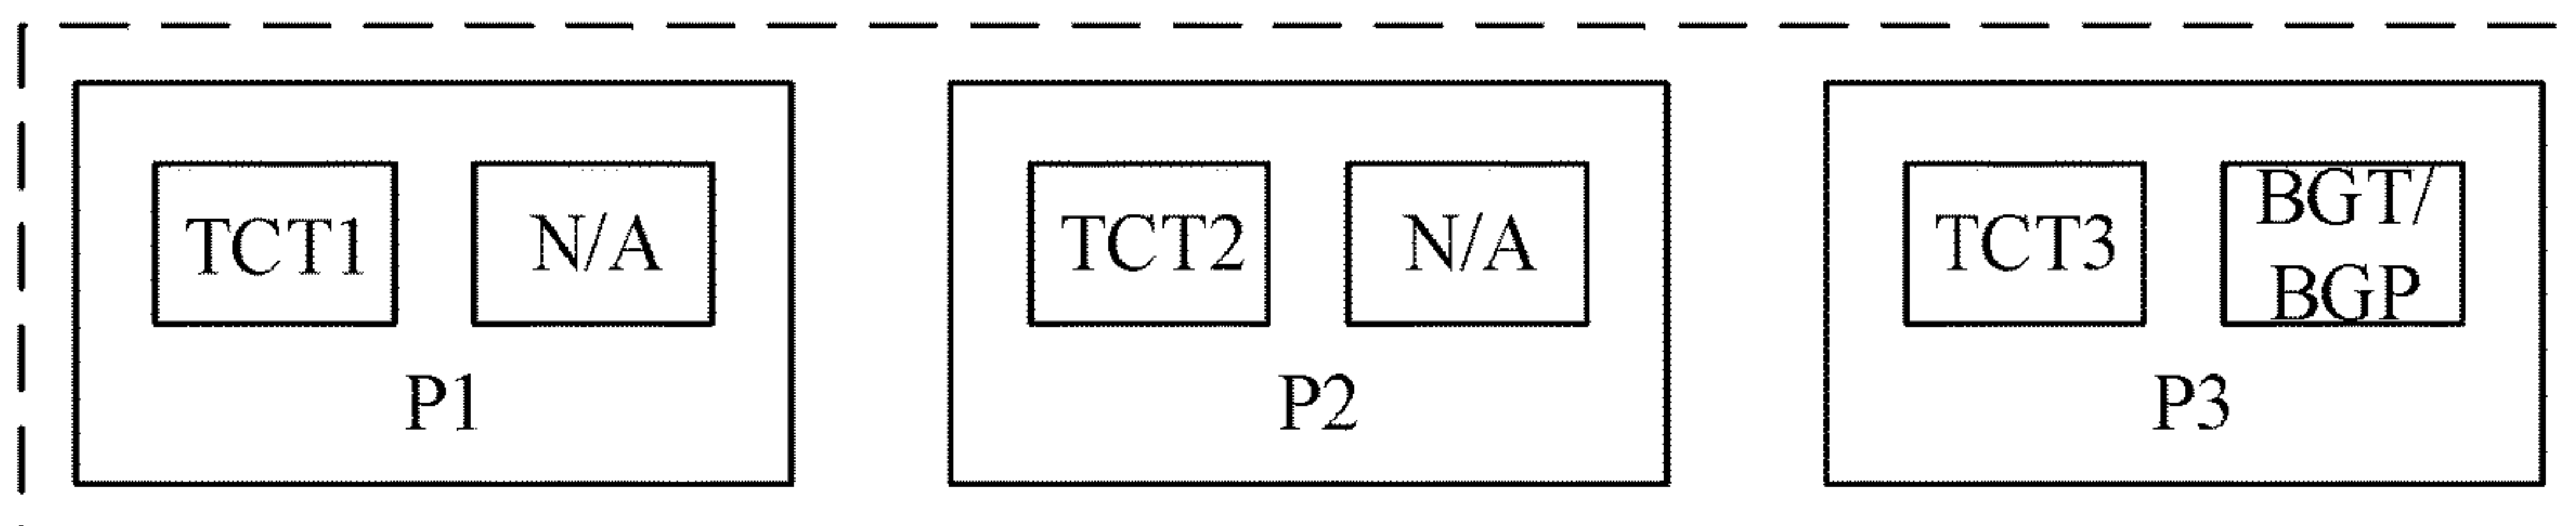 TCT1
N/A
P1
TCT2
N/A
P2
TCT3
BGT/
BGP
P3